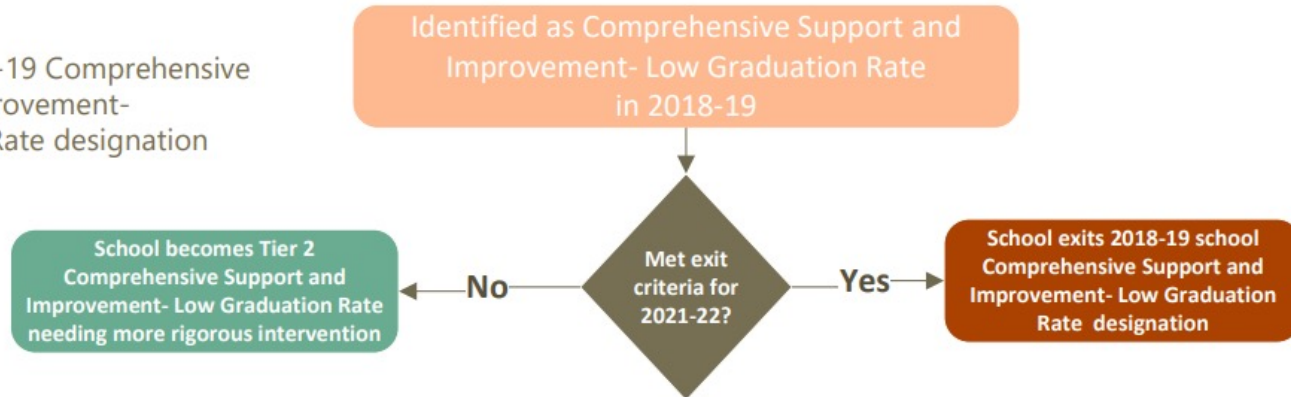 -19 Comprehensive
rovement-
Rate designation
Identified as Comprehensive Support and
Improvement- Low Graduation Rate
in 2018-19
Met exit
criteria for
2021-22?
No
Yes
School becomes Tier 2
Comprehensive Support and
Improvement- Low Graduation Rate
needing more rigorous intervention
School exits 2018-19 school
Comprehensive Support and
Improvement- Low Graduation
Rate designation